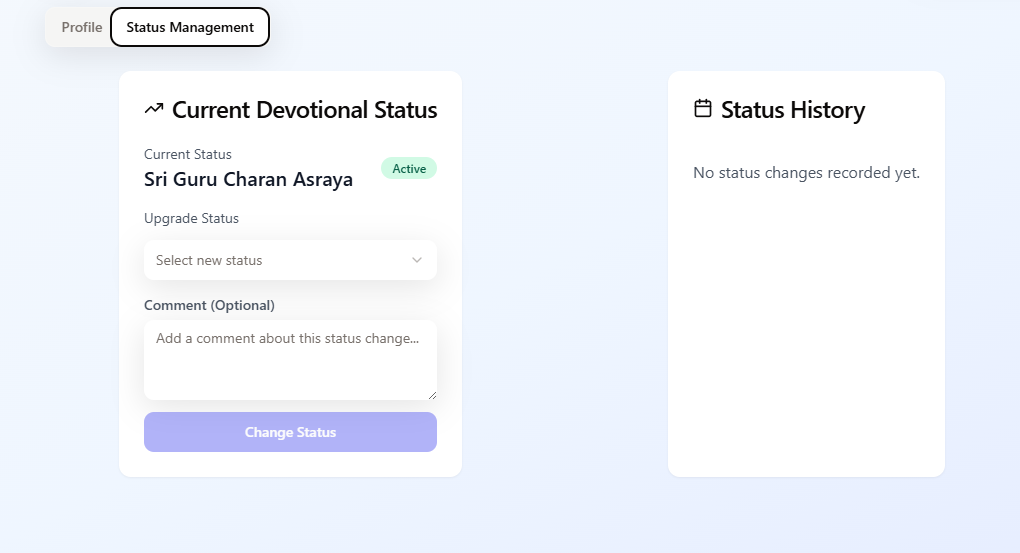 Profile
Status Management
Current Devotional Status
Current Status
Sri Guru Charan Asraya
Active
Upgrade Status
Select new status
Comment (Optional)
Add a comment about this status change...
Change Status
Status History
No status changes recorded yet.